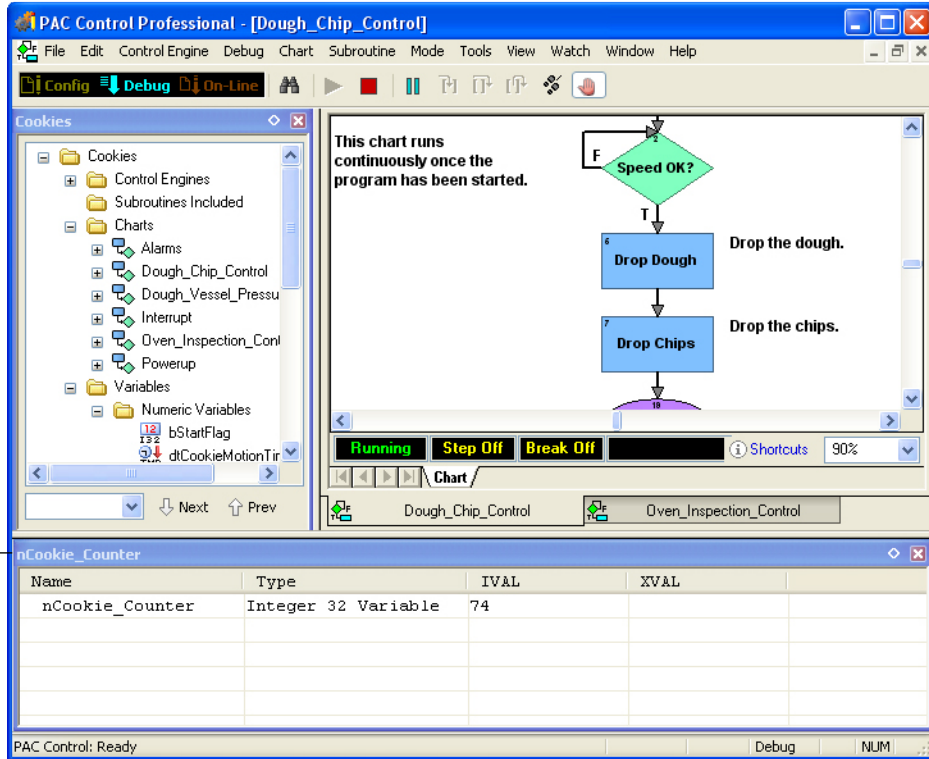 PAC Control Professional - [Dough_Chip_Control]
File Edit Control Engine Debug Chart Subroutine Mode Tools View Watch Window Help
Config Debug On-Line
Cookies
Cookies
Control Engines
Subroutines Included
Charts
Alarms
Dough_Chip_Control
Dough_Vessel_Pressu
Interrupt
Oven_Inspection_Cont
Powerup
Variables
Numeric Variables
bStartFlag
dtCookieMotionTir
Next Prev
This chart runs
continuously once the
program has been started.
2
F
Speed OK?
T
6
Drop Dough
Drop the dough.
7
Drop Chips
Drop the chips.
18
Running Step Off Break Off Shortcuts 90%
Chart
Dough_Chip_Control Oven_Inspection_Control
nCookie_Counter
Name Type IVAL XVAL
nCookie_Counter Integer 32 Variable 74
PAC Control: Ready Debug NUM